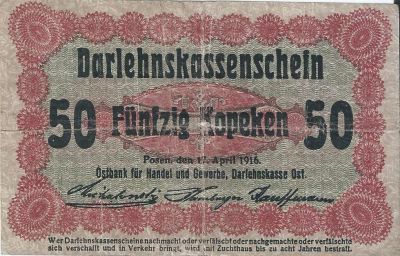 Darlehnskassenschein
50 Fünfzig Kopeken 50
Posen, den 17. April 1916.
Ostbank für Handel und Gewerbe, Darlehnskasse Ost.
Wer Darlehnskassenscheine nachmacht oder verfälscht oder nachgemachte oder verfälschte
sich verschafft und in Verkehr bringt, wird mit Zuchthaus bis zu acht Jahren bestraft.